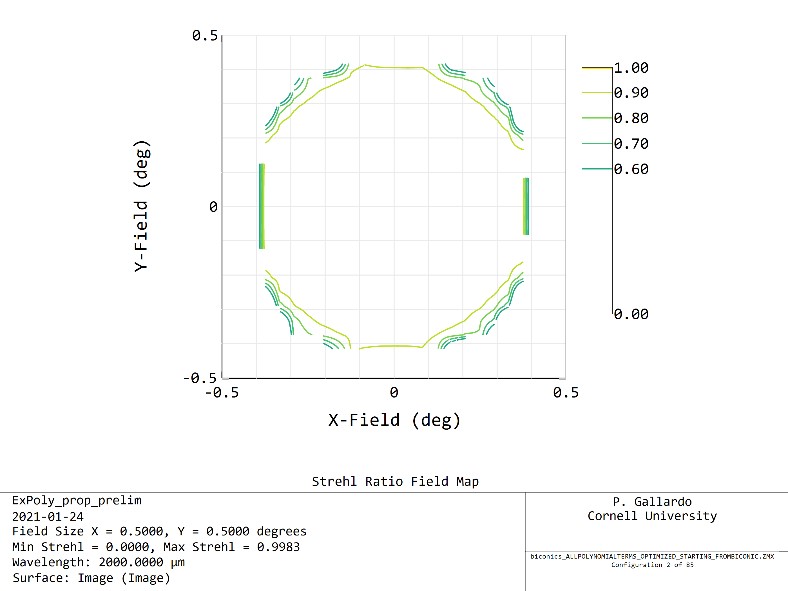 0.5
0
-0.5
-0.5
0
0.5
Y-Field (deg)
X-Field (deg)
1.00
0.90
0.80
0.70
0.60
0.00
Strehl Ratio Field Map
ExPoly_prop_prelim
2021-01-24
Field Size X = 0.5000, Y = 0.5000 degrees
Min Strehl = 0.0000, Max Strehl = 0.9983
Wavelength: 2000.0000 µm
Surface: Image (Image)
P. Gallardo
Cornell University
biconics_ALLPOLYNOMIALTERMS_OPTIMIZED_STARTING_FROMBICONIC.ZMX
Configuration 2 of 85